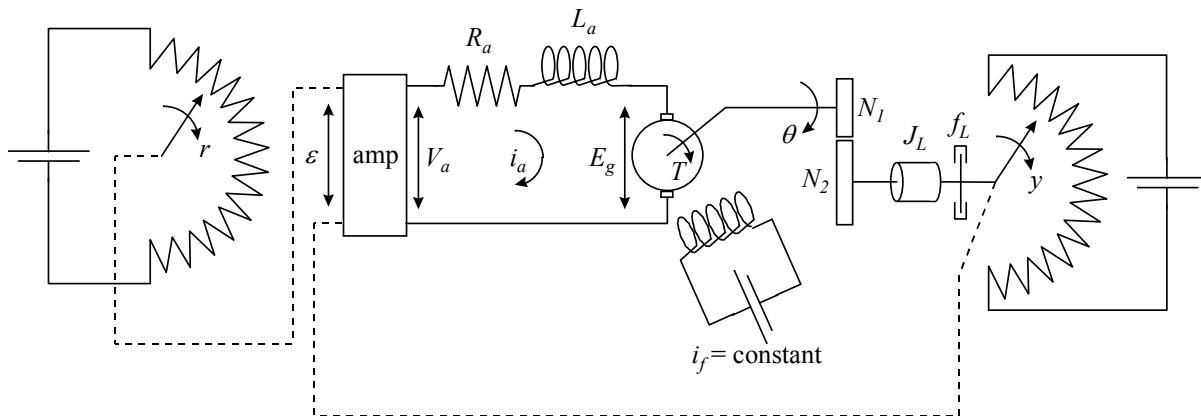 r
ε
amp
V_a
R_a
L_a
i_a
E_g
T
θ
N_1
N_2
J_L
f_L
y
i_f = constant